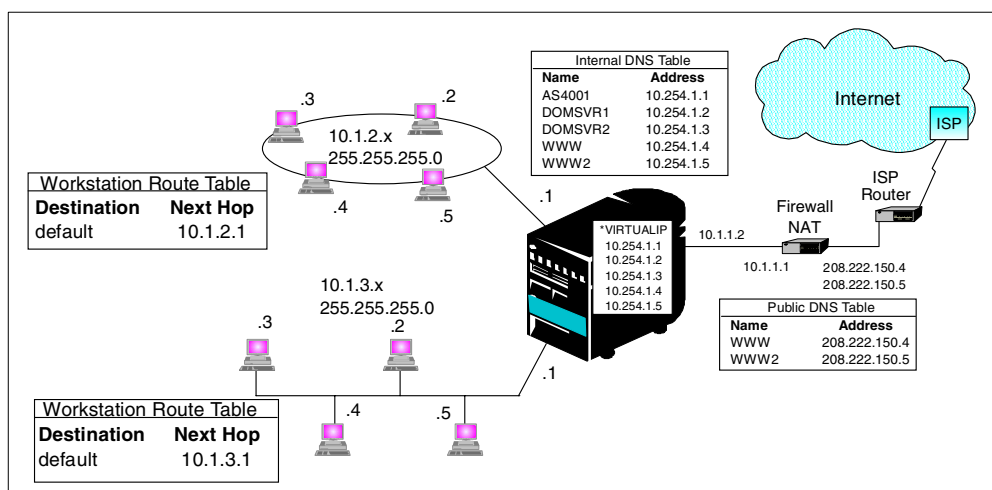 .3
.2
10.1.2.x
255.255.255.0
.4
.5
.1
Workstation Route Table
Destination Next Hop
default 10.1.2.1
Internal DNS Table
Name Address
AS4001 10.254.1.1
DOMSVR1 10.254.1.2
DOMSVR2 10.254.1.3
WWW 10.254.1.4
WWW2 10.254.1.5
Internet
ISP
ISP
Router
Firewall
NAT
*VIRTUALIP
10.254.1.1
10.254.1.2
10.254.1.3
10.254.1.4
10.254.1.5
10.1.1.2
10.1.1.1
208.222.150.4
208.222.150.5
Public DNS Table
Name Address
WWW 208.222.150.4
WWW2 208.222.150.5
10.1.3.x
255.255.255.0
.3
.2
.1
.4
.5
Workstation Route Table
Destination Next Hop
default 10.1.3.1